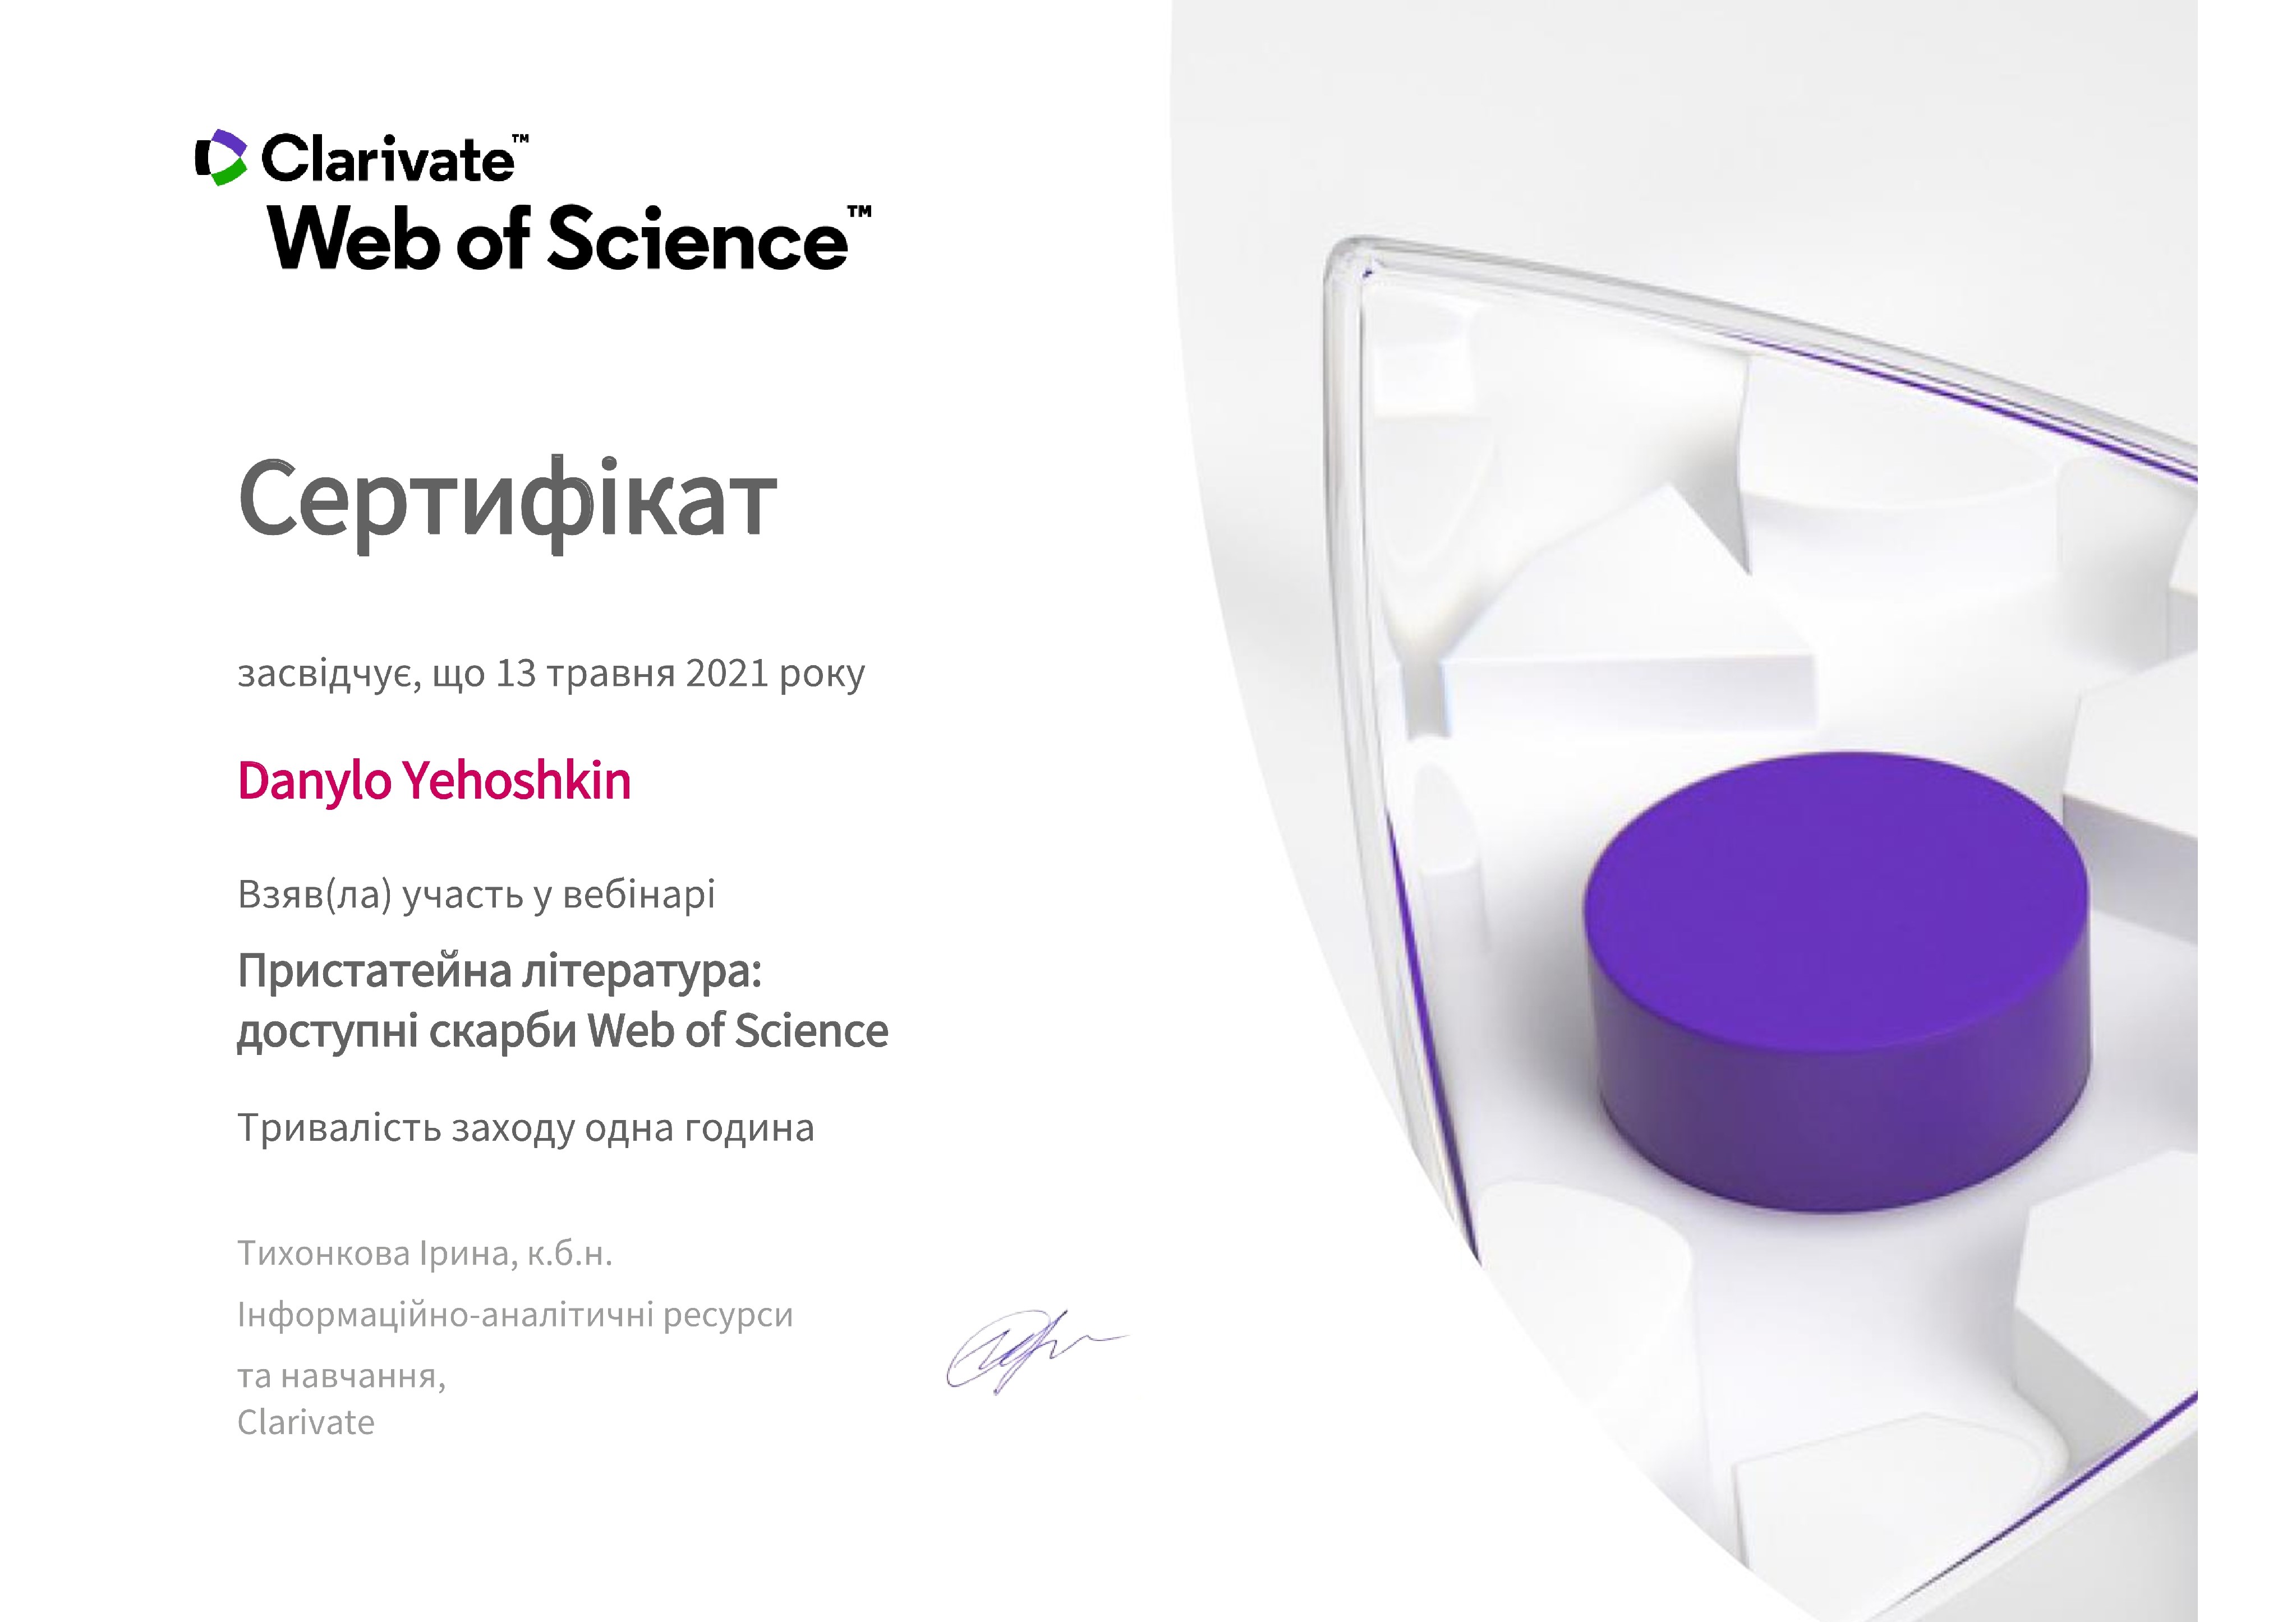 Clarivate™
Web of Science™
Сертифікат
засвідчує, що 13 травня 2021 року
Danylo Yehoshkin
Взяв(ла) участь у вебінарі
Пристатейна література:
доступні скарби Web of Science
Тривалість заходу одна година
Тихонкова Ірина, к.б.н.
Інформаційно-аналітичні ресурси
та навчання,
Clarivate